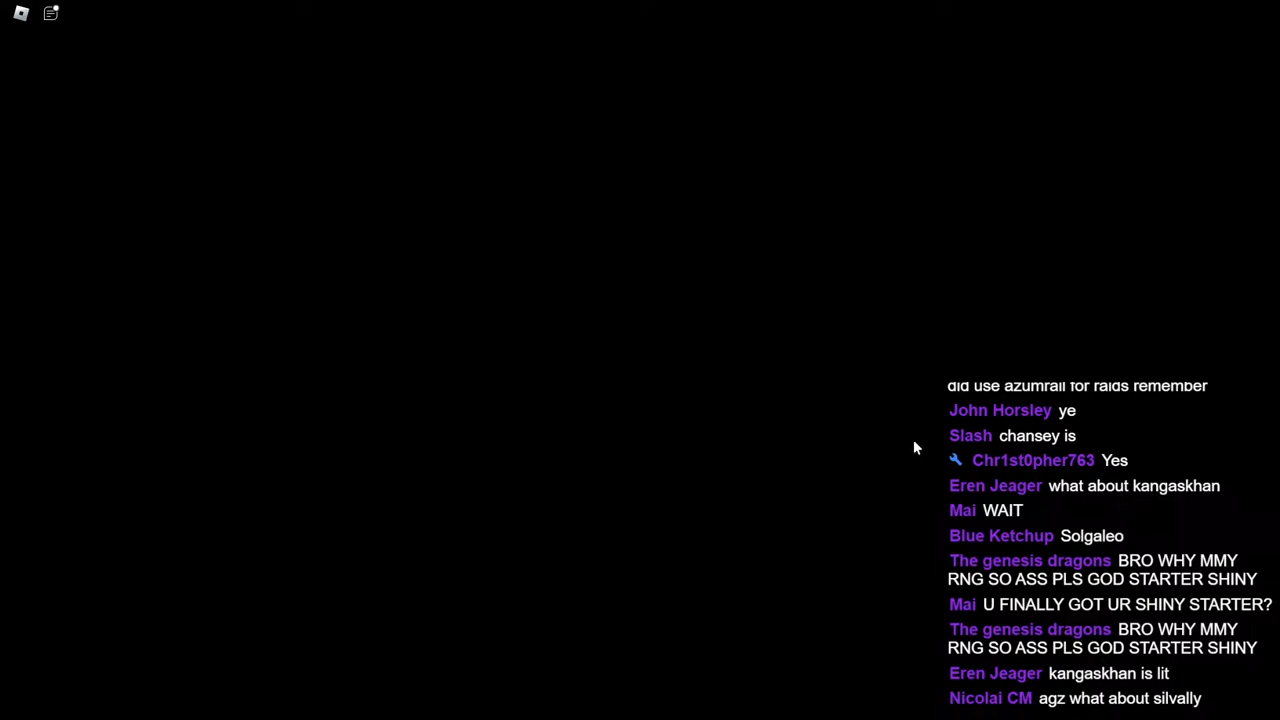 did use azumrall for raids remember
John Horsley ye
Slash chansey is
Chr1st0pher763 Yes
Eren Jeager what about kangaskhan
Mai WAIT
Blue Ketchup Solgaleo
The genesis dragons BRO WHY MMY
RNG SO ASS PLS GOD STARTER SHINY
Mai U FINALLY GOT UR SHINY STARTER?
The genesis dragons BRO WHY MMY
RNG SO ASS PLS GOD STARTER SHINY
Eren Jeager kangaskhan is lit
Nicolai CM agz what about silvally